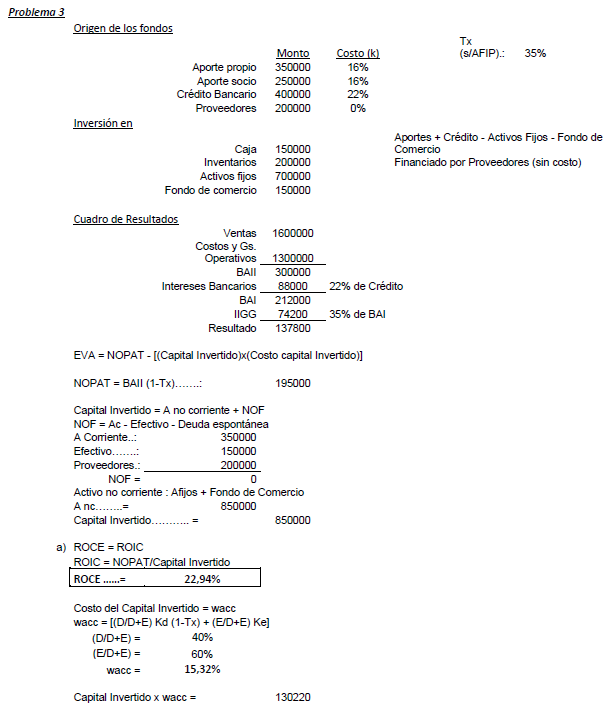 Problema 3
Origen de los fondos
Monto Costo (k) Tx (s/AFIP).: 35%
Aporte propio 350000 16%
Aporte socio 250000 16%
Crédito Bancario 400000 22%
Proveedores 200000 0%
Inversión en
Aportes + Crédito - Activos Fijos - Fondo de
Caja 150000 Comercio
Inventarios 200000 Financiado por Proveedores (sin costo)
Activos fijos 700000
Fondo de comercio 150000
Cuadro de Resultados
Ventas 1600000
Costos y Gs.
Operativos 1300000
BAII 300000
Intereses Bancarios 88000 22% de Crédito
BAI 212000
IIGG 74200 35% de BAI
Resultado 137800
EVA = NOPAT - [(Capital Invertido)x(Costo capital Invertido)]
NOPAT = BAII (1-Tx)…….: 195000
Capital Invertido = A no corriente + NOF
NOF = Ac - Efectivo - Deuda espontánea
A Corriente..: 350000
Efectivo…….: 150000
Proveedores.: 200000
NOF = 0
Activo no corriente : Afijos + Fondo de Comercio
A nc……..= 850000
Capital Invertido……….. = 850000
a) ROCE = ROIC
ROIC = NOPAT/Capital Invertido
ROCE ......= 22,94%
Costo del Capital Invertido = wacc
wacc = [(D/D+E) Kd (1-Tx) + (E/D+E) Ke]
(D/D+E) = 40%
(E/D+E) = 60%
wacc = 15,32%
Capital Invertido x wacc = 130220